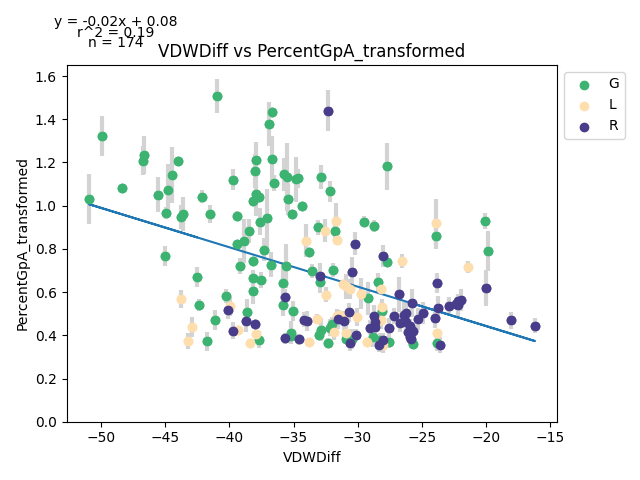 y = -0.02x + 0.08
r^2 = 0.19
n = 174
VDWDiff vs PercentGpA_transformed
G
L
R
PercentGpA_transformed
1.6
1.4
1.2
1.0
0.8
0.6
0.4
0.2
0.0
−50 −45 −40 −35 −30 −25 −20 −15
VDWDiff